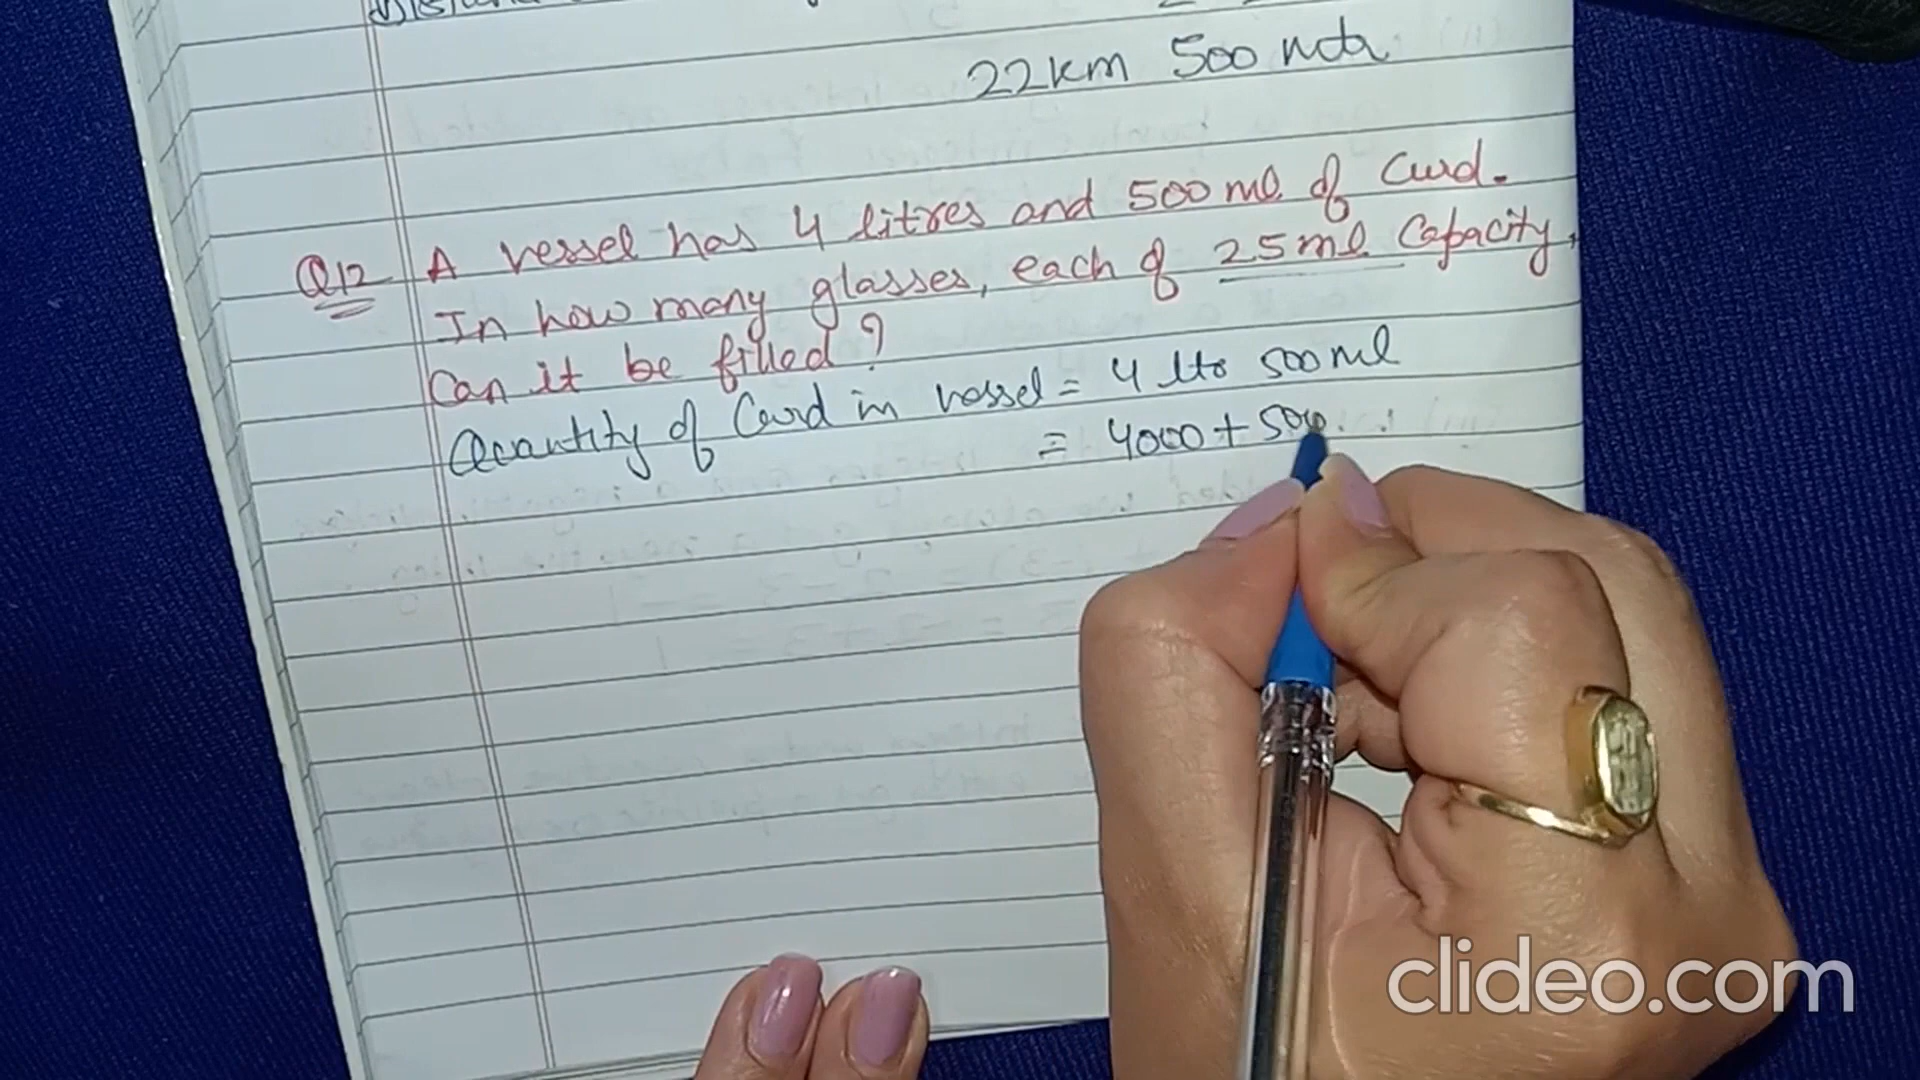 22km 500 mtr
Q12 A vessel has 4 litres and 500 ml of Curd.
In how many glasses, each of 25 ml capacity,
Can it be filled?
Quantity of Curd in vessel = 4 ltr 500 ml
= 4000 + 500
clideo.com